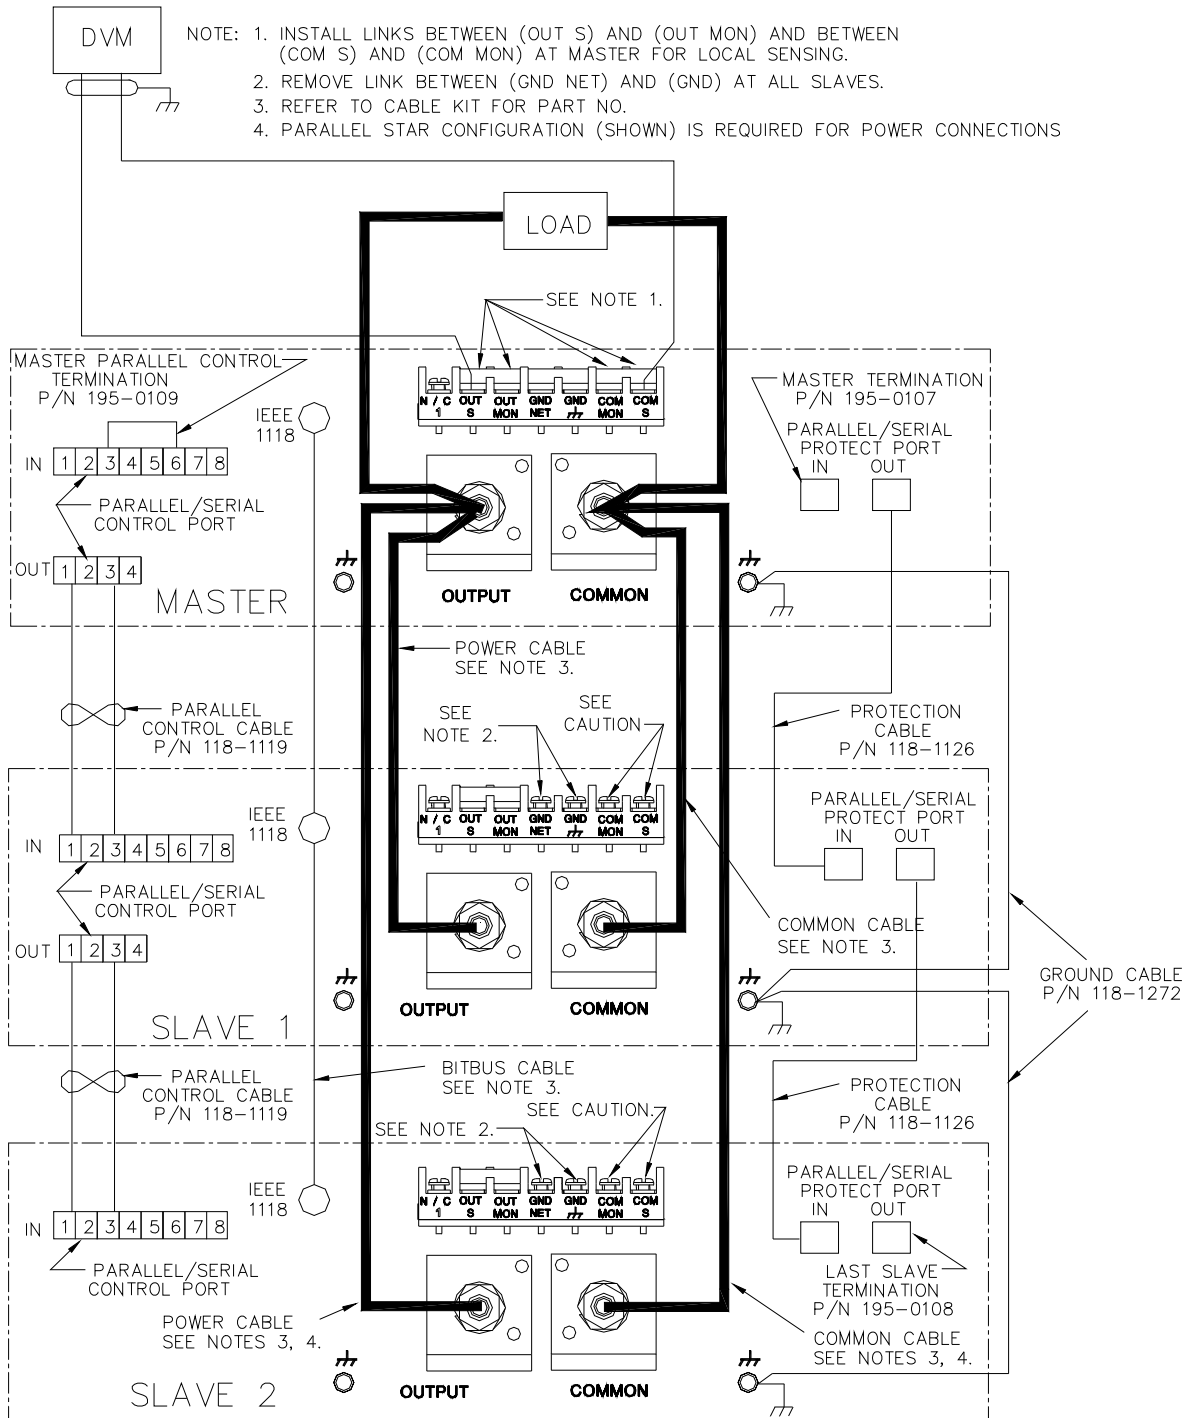 DVM
NOTE: 1. INSTALL LINKS BETWEEN (OUT S) AND (OUT MON) AND BETWEEN
(COM S) AND (COM MON) AT MASTER FOR LOCAL SENSING.
2. REMOVE LINK BETWEEN (GND NET) AND (GND) AT ALL SLAVES.
3. REFER TO CABLE KIT FOR PART NO.
4. PARALLEL STAR CONFIGURATION (SHOWN) IS REQUIRED FOR POWER CONNECTIONS
LOAD
SEE NOTE 1.
MASTER PARALLEL CONTROL
TERMINATION
P/N 195-0109
IEEE
1118
N / C OUT OUT GND GND COM COM
1 S MON NET MON S
MASTER TERMINATION
P/N 195-0107
PARALLEL/SERIAL
PROTECT PORT
IN OUT
IN 1 2 3 4 5 6 7 8
PARALLEL/SERIAL
CONTROL PORT
OUT 1 2 3 4
MASTER
OUTPUT COMMON
POWER CABLE
SEE NOTE 3.
PARALLEL
CONTROL CABLE
P/N 118-1119
SEE
NOTE 2.
SEE
CAUTION
PROTECTION
CABLE
P/N 118-1126
IEEE
1118
N / C OUT OUT GND GND COM COM
1 S MON NET MON S
PARALLEL/SERIAL
PROTECT PORT
IN OUT
IN 1 2 3 4 5 6 7 8
PARALLEL/SERIAL
CONTROL PORT
OUT 1 2 3 4
COMMON CABLE
SEE NOTE 3.
GROUND CABLE
P/N 118-1272
SLAVE 1
OUTPUT COMMON
PARALLEL
CONTROL CABLE
P/N 118-1119
BITBUS CABLE
SEE NOTE 3.
SEE CAUTION.
SEE NOTE 2.
PROTECTION
CABLE
P/N 118-1126
IEEE
1118
N / C OUT OUT GND GND COM COM
1 S MON NET MON S
PARALLEL/SERIAL
PROTECT PORT
IN OUT
IN 1 2 3 4 5 6 7 8
PARALLEL/SERIAL
CONTROL PORT
LAST SLAVE
TERMINATION
P/N 195-0108
POWER CABLE
SEE NOTES 3, 4.
COMMON CABLE
SEE NOTES 3, 4.
SLAVE 2
OUTPUT COMMON